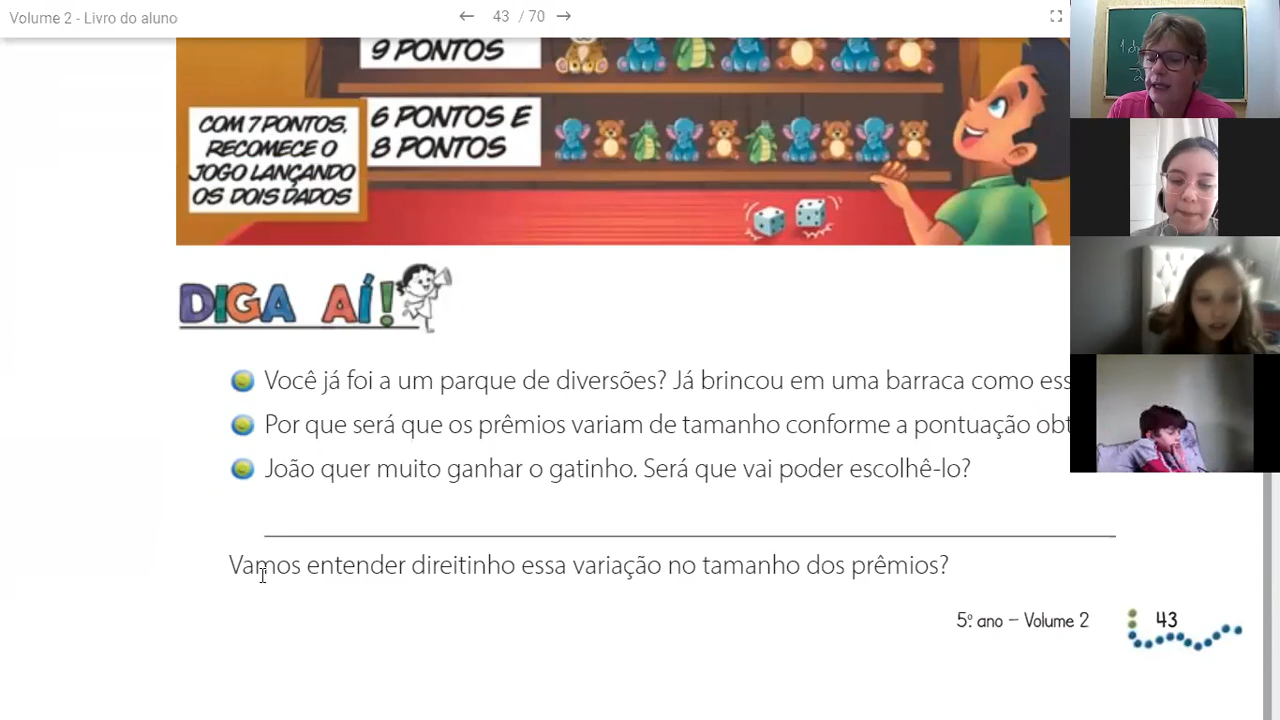 Volume 2 - Livro do aluno
43 / 70
9 PONTOS
6 PONTOS E
8 PONTOS
COM 7 PONTOS,
RECOMECE O
JOGO LANÇANDO
OS DOIS DADOS
DIGA AÍ!
Você já foi a um parque de diversões? Já brincou em uma barraca como
Por que será que os prêmios variam de tamanho conforme a pontuação
João quer muito ganhar o gatinho. Será que vai poder escolhê-lo?
Vamos entender direitinho essa variação no tamanho dos prêmios?
5º. ano – Volume 2
43